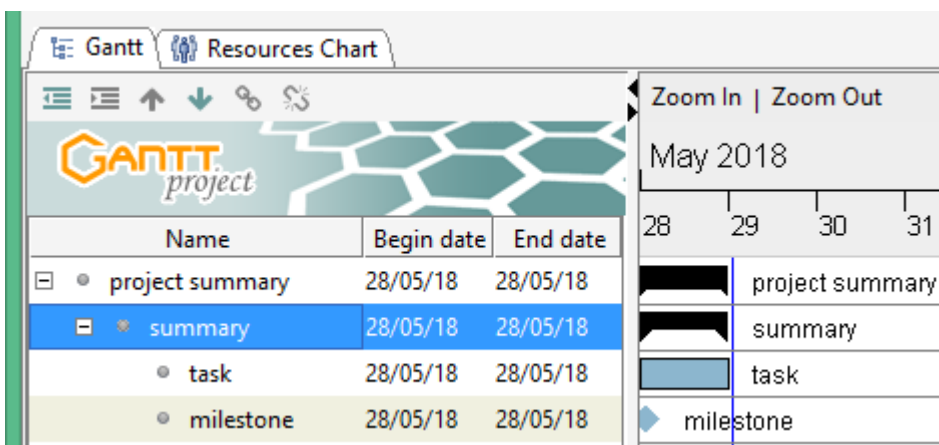 Gantt Resources Chart
Zoom In | Zoom Out
GANTT
project
May 2018
28 29 30 31
Name Begin date End date
project summary 28/05/18 28/05/18 project summary
summary 28/05/18 28/05/18 summary
task 28/05/18 28/05/18 task
milestone 28/05/18 28/05/18 milestone